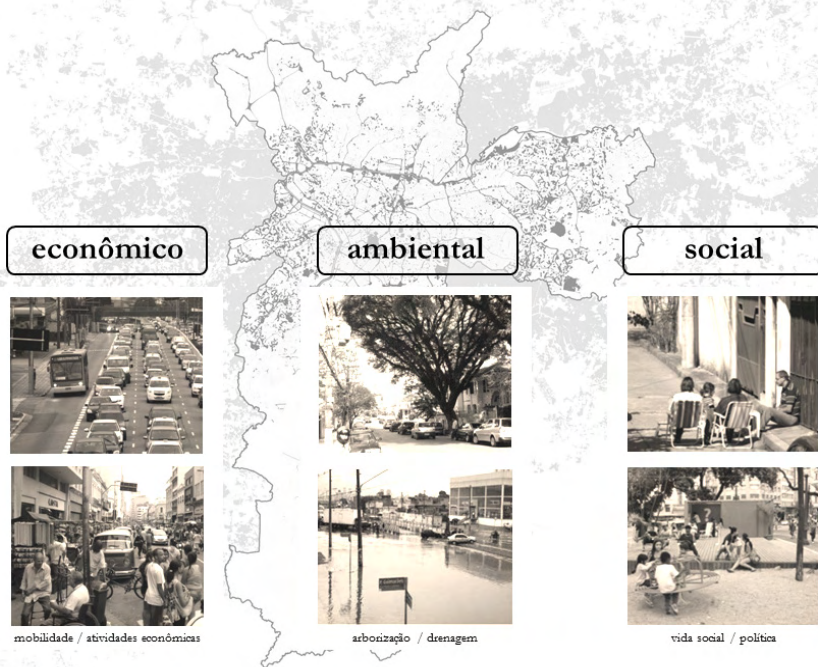 econômico
ambiental
social
mobilidade / atividades econômicas
arborização / drenagem
vida social / política